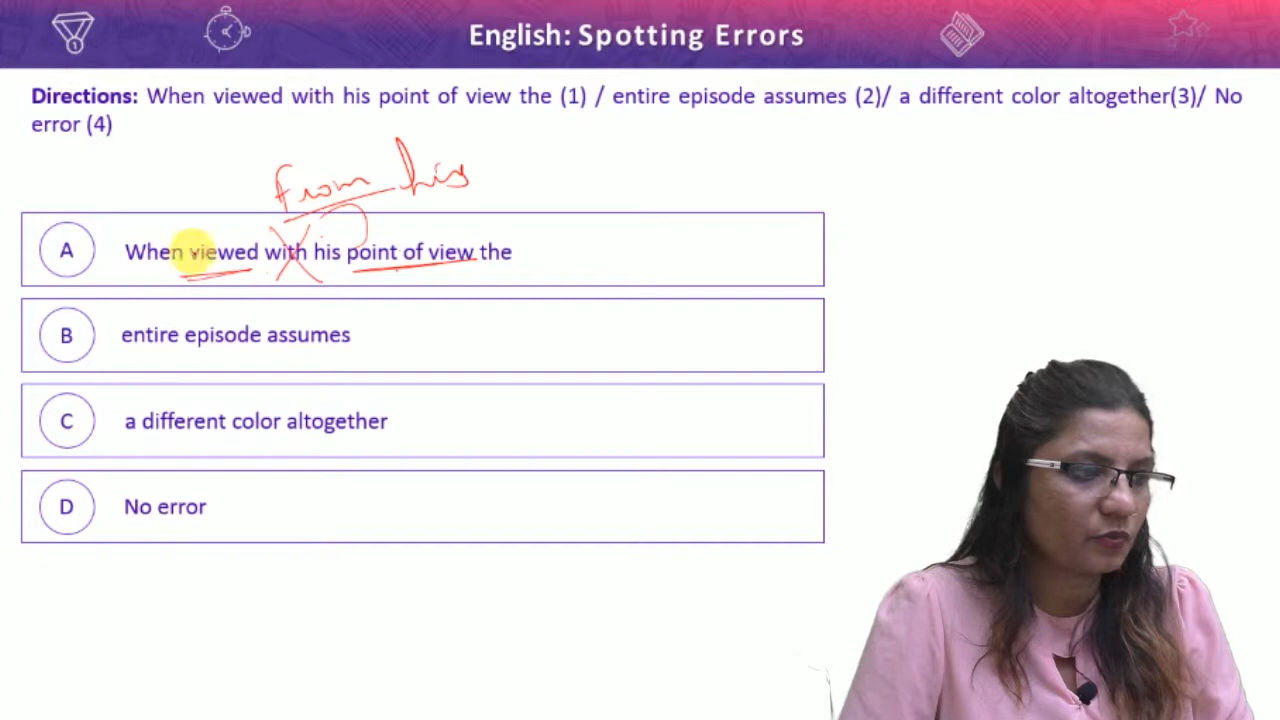 English: Spotting Errors
Directions: When viewed with his point of view the (1) / entire episode assumes (2)/ a different color altogether(3)/ No
error (4)
from his
A When viewed with his point of view the
B entire episode assumes
C a different color altogether
D No error